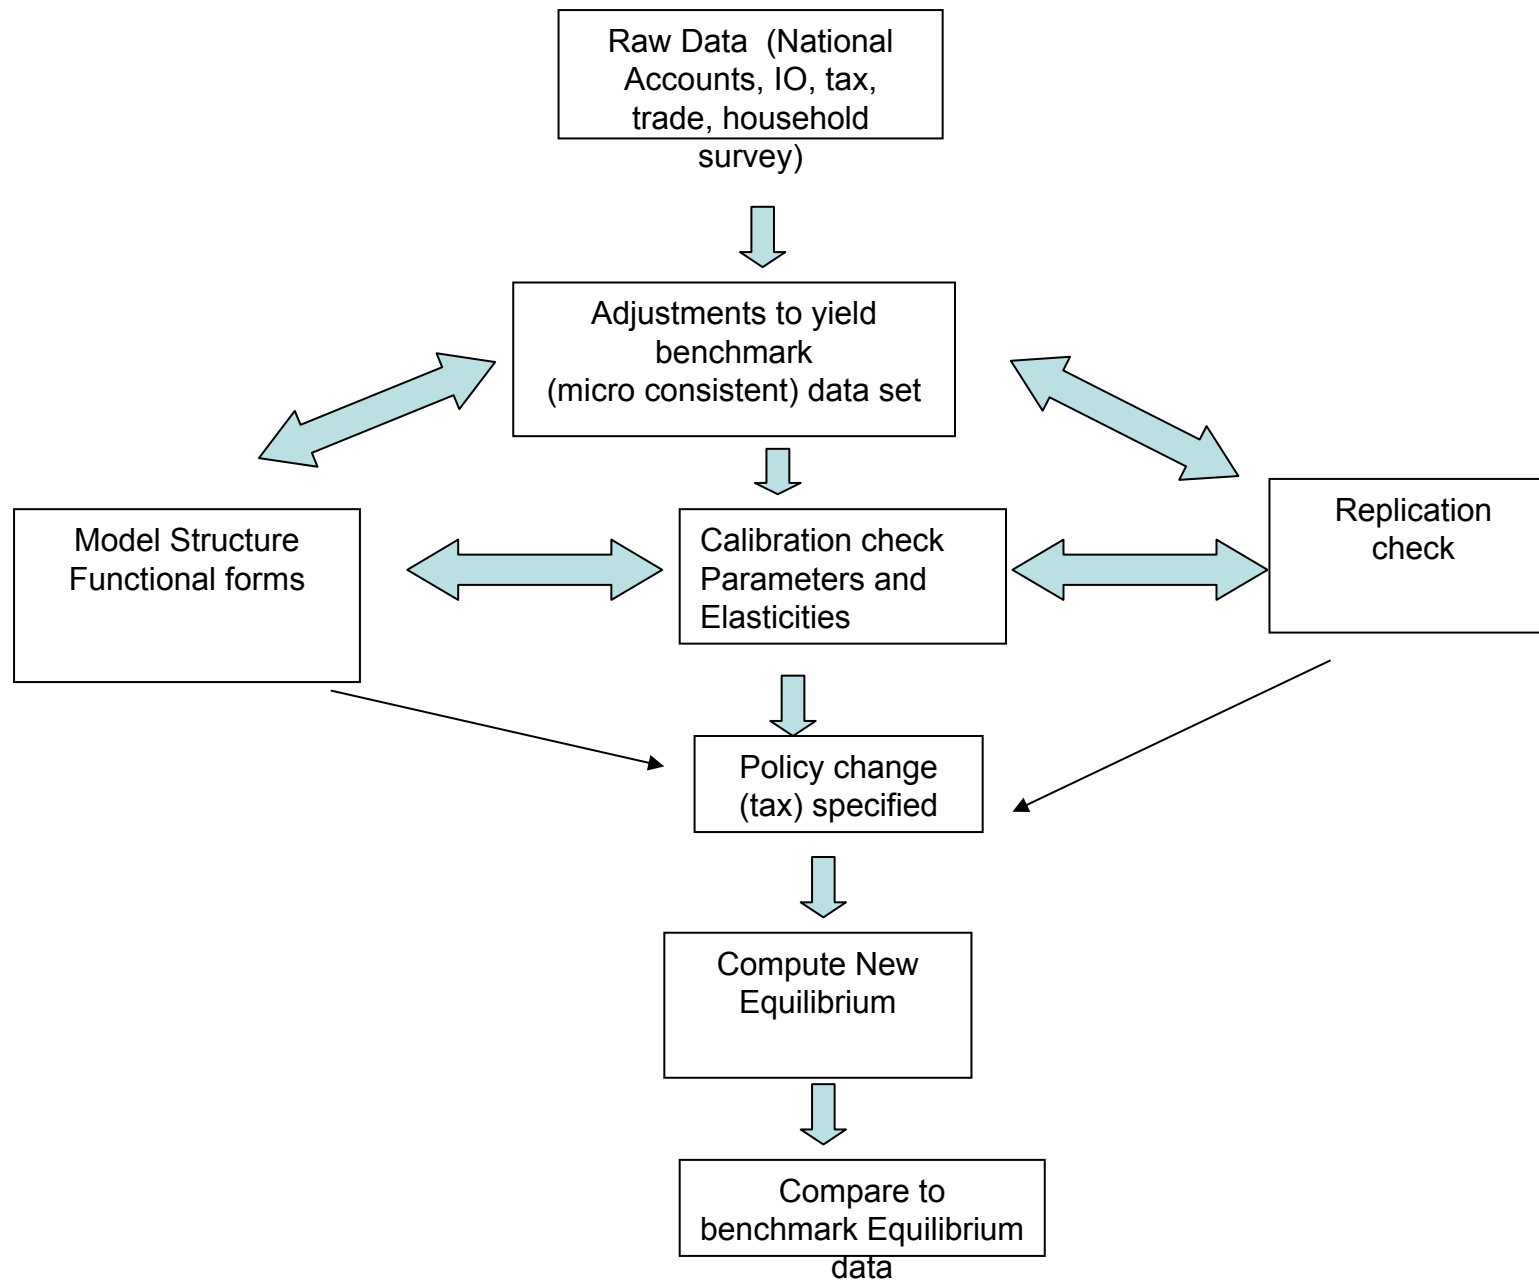 Raw Data  (National
Accounts, IO, tax,
trade, household
survey)
Adjustments to yield
benchmark
(micro consistent) data set
Model Structure
Functional forms
Calibration check
Parameters and
Elasticities
Replication
check
Policy change
(tax) specified
Compute New
Equilibrium
Compare to
benchmark Equilibrium
data